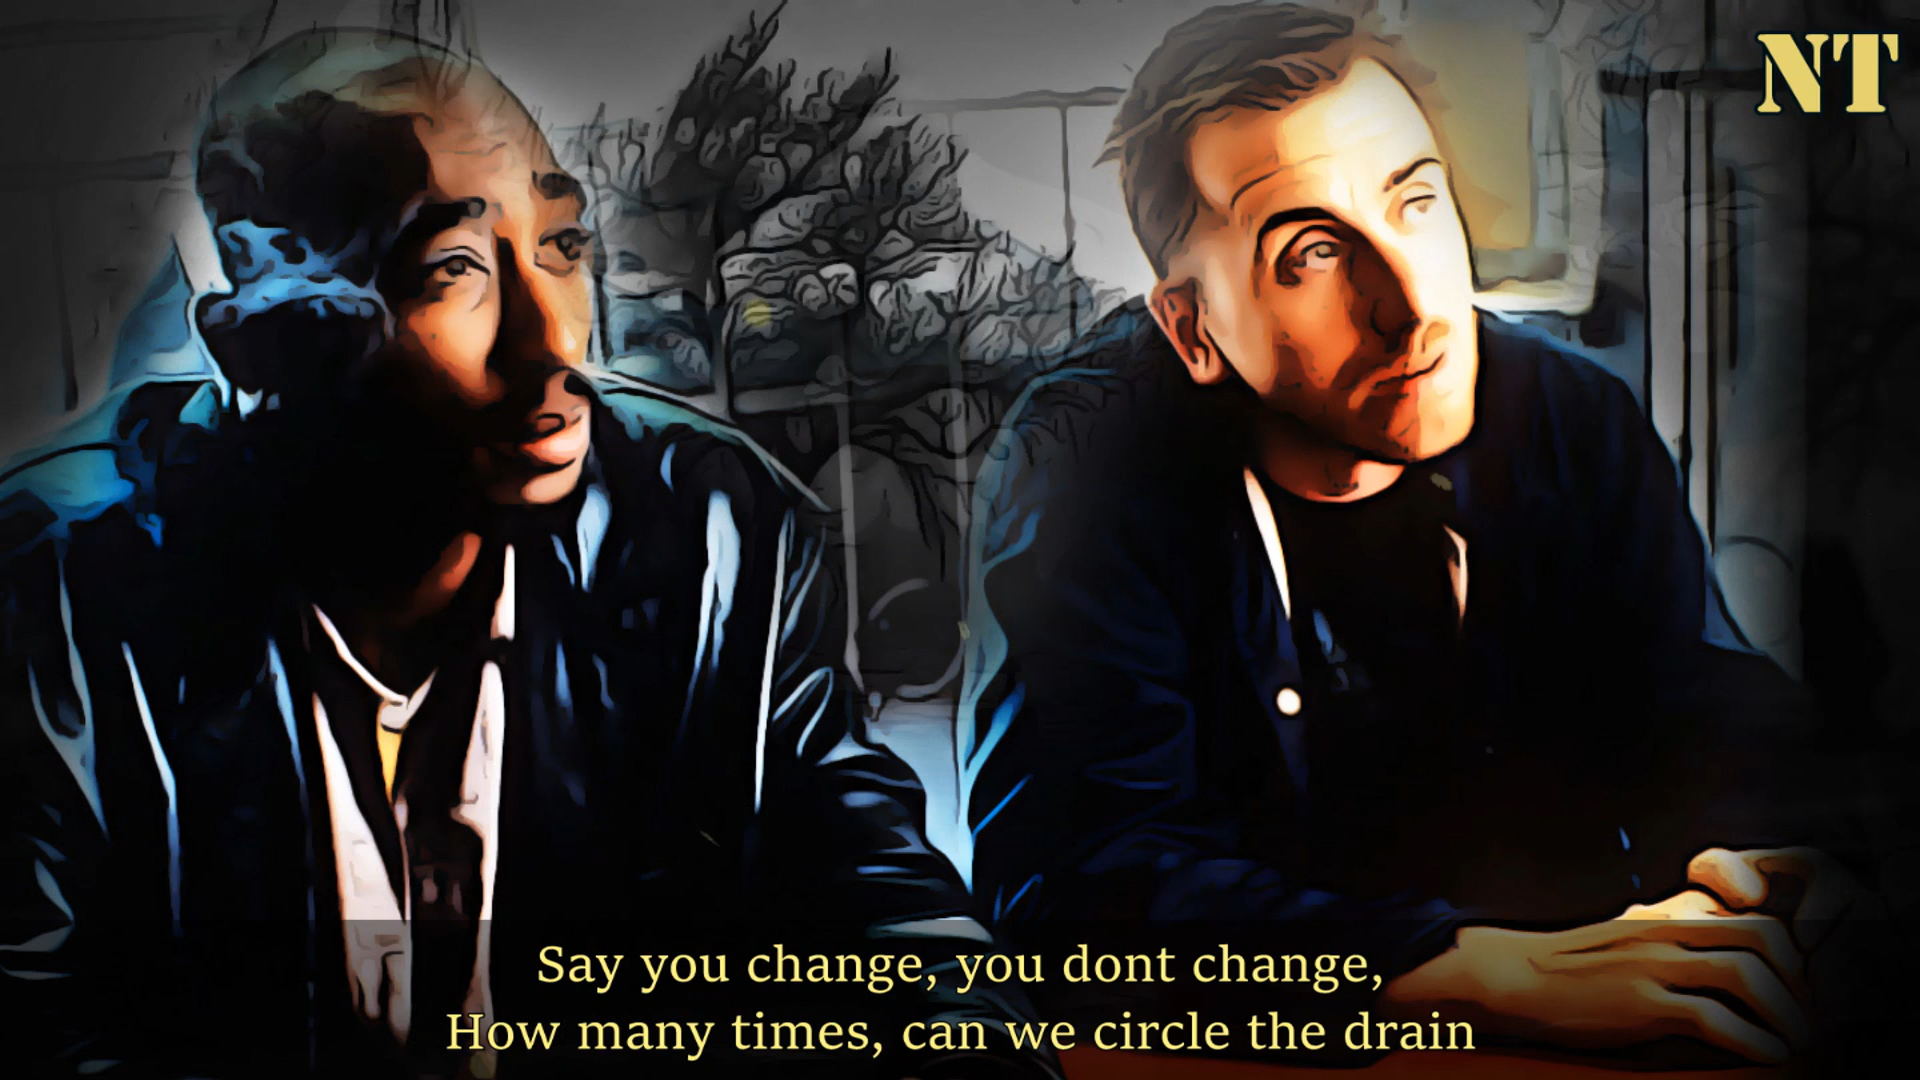 NT
Say you change, you dont change,
How many times, can we circle the drain